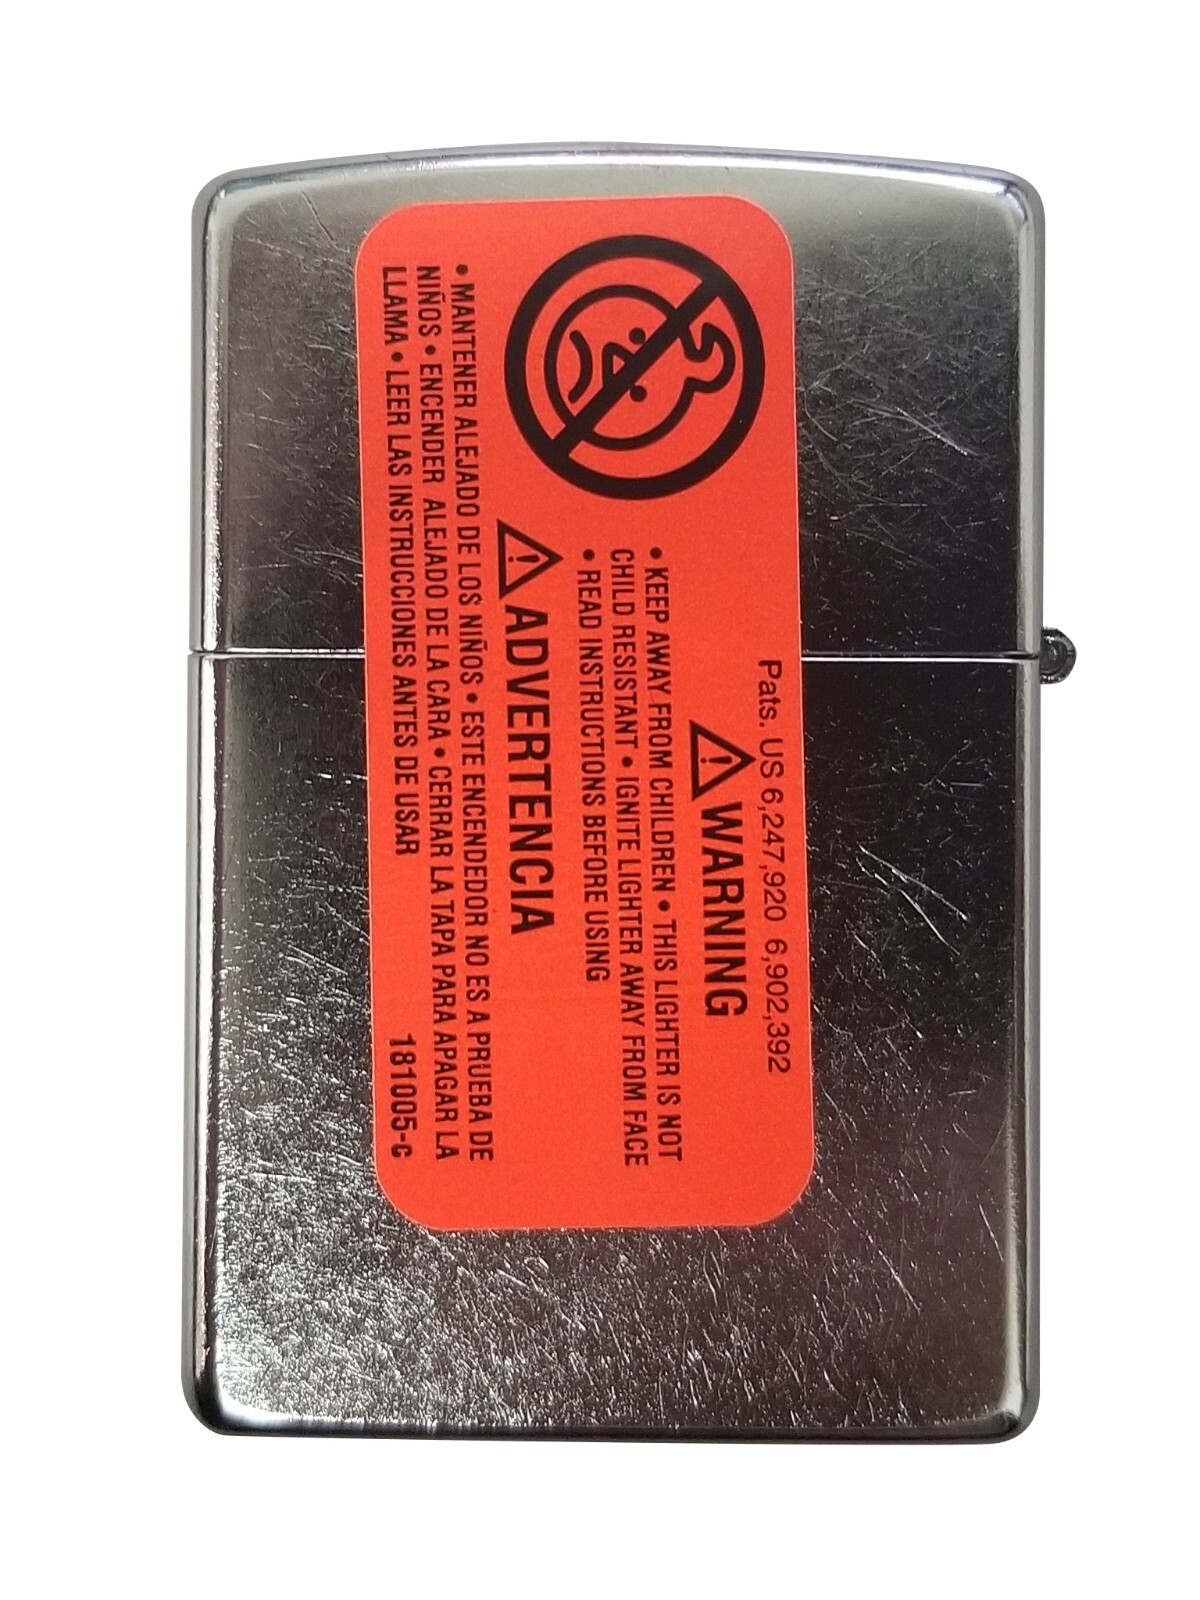 Pats. US 6,247,920 6,902,392
WARNING
• KEEP AWAY FROM CHILDREN • THIS LIGHTER IS NOT
CHILD RESISTANT • IGNITE LIGHTER AWAY FROM FACE
• READ INSTRUCTIONS BEFORE USING
ADVERTENCIA
• MANTENER ALEJADO DE LOS NIÑOS • ESTE ENCENDEDOR NO ES A PRUEBA DE
NIÑOS • ENCENDER ALEJADO DE LA CARA • CERRAR LA TAPA PARA APAGAR LA
LLAMA • LEER LAS INSTRUCCIONES ANTES DE USAR
181005-c